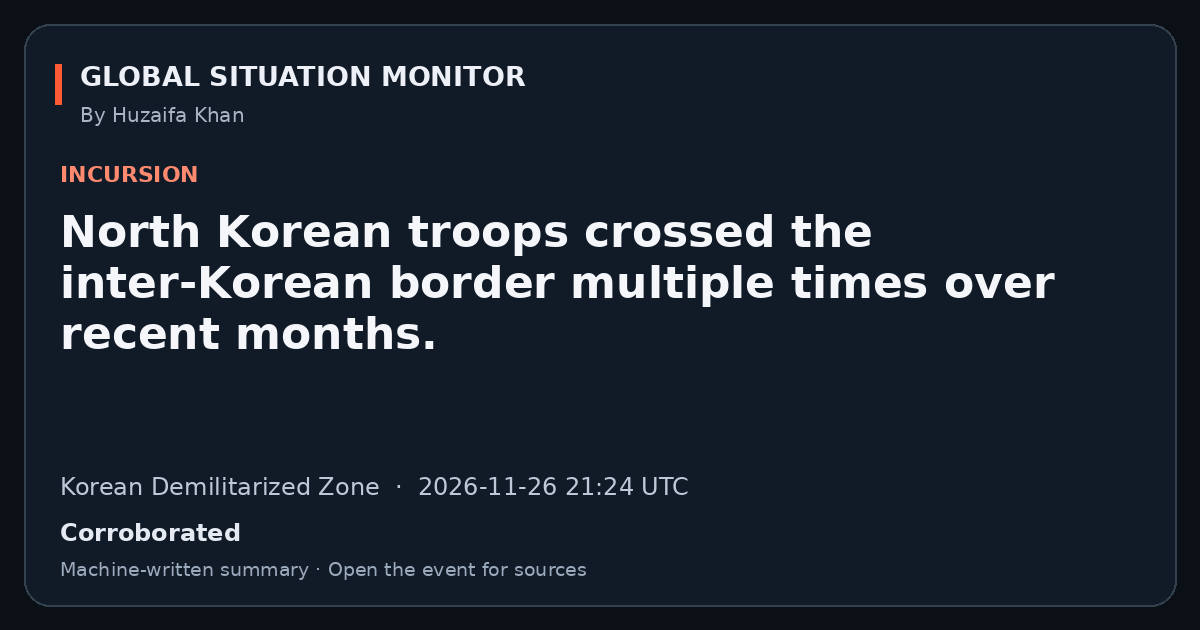 GLOBAL SITUATION MONITOR
By Huzaifa Khan
INCURSION
North Korean troops crossed the
inter-Korean border multiple times over
recent months.
Korean Demilitarized Zone · 2026-11-26 21:24 UTC
Corroborated
Machine-written summary · Open the event for sources